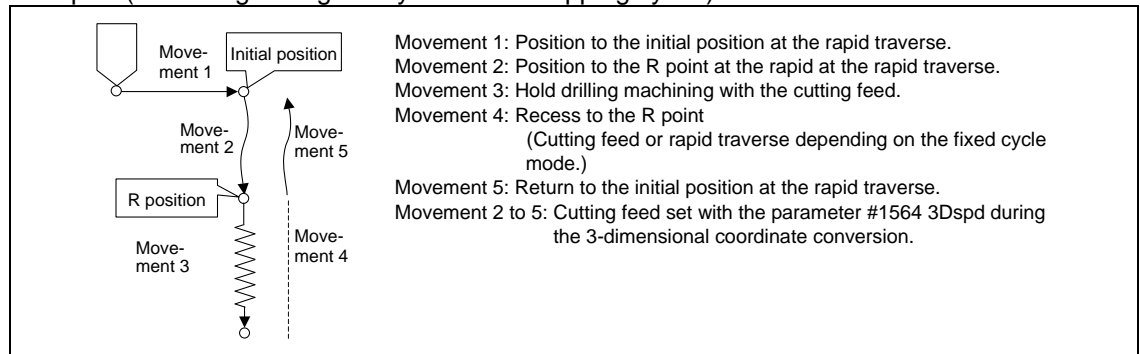 Move-
ment 1
Initial position
Move-
ment 2
Move-
ment 5
R position
Move-
ment 3
Move-
ment 4
Movement 1: Position to the initial position at the rapid traverse.
Movement 2: Position to the R point at the rapid at the rapid traverse.
Movement 3: Hold drilling machining with the cutting feed.
Movement 4: Recess to the R point
(Cutting feed or rapid traverse depending on the fixed cycle
mode.)
Movement 5: Return to the initial position at the rapid traverse.
Movement 2 to 5: Cutting feed set with the parameter #1564 3Dspd during
the 3-dimensional coordinate conversion.